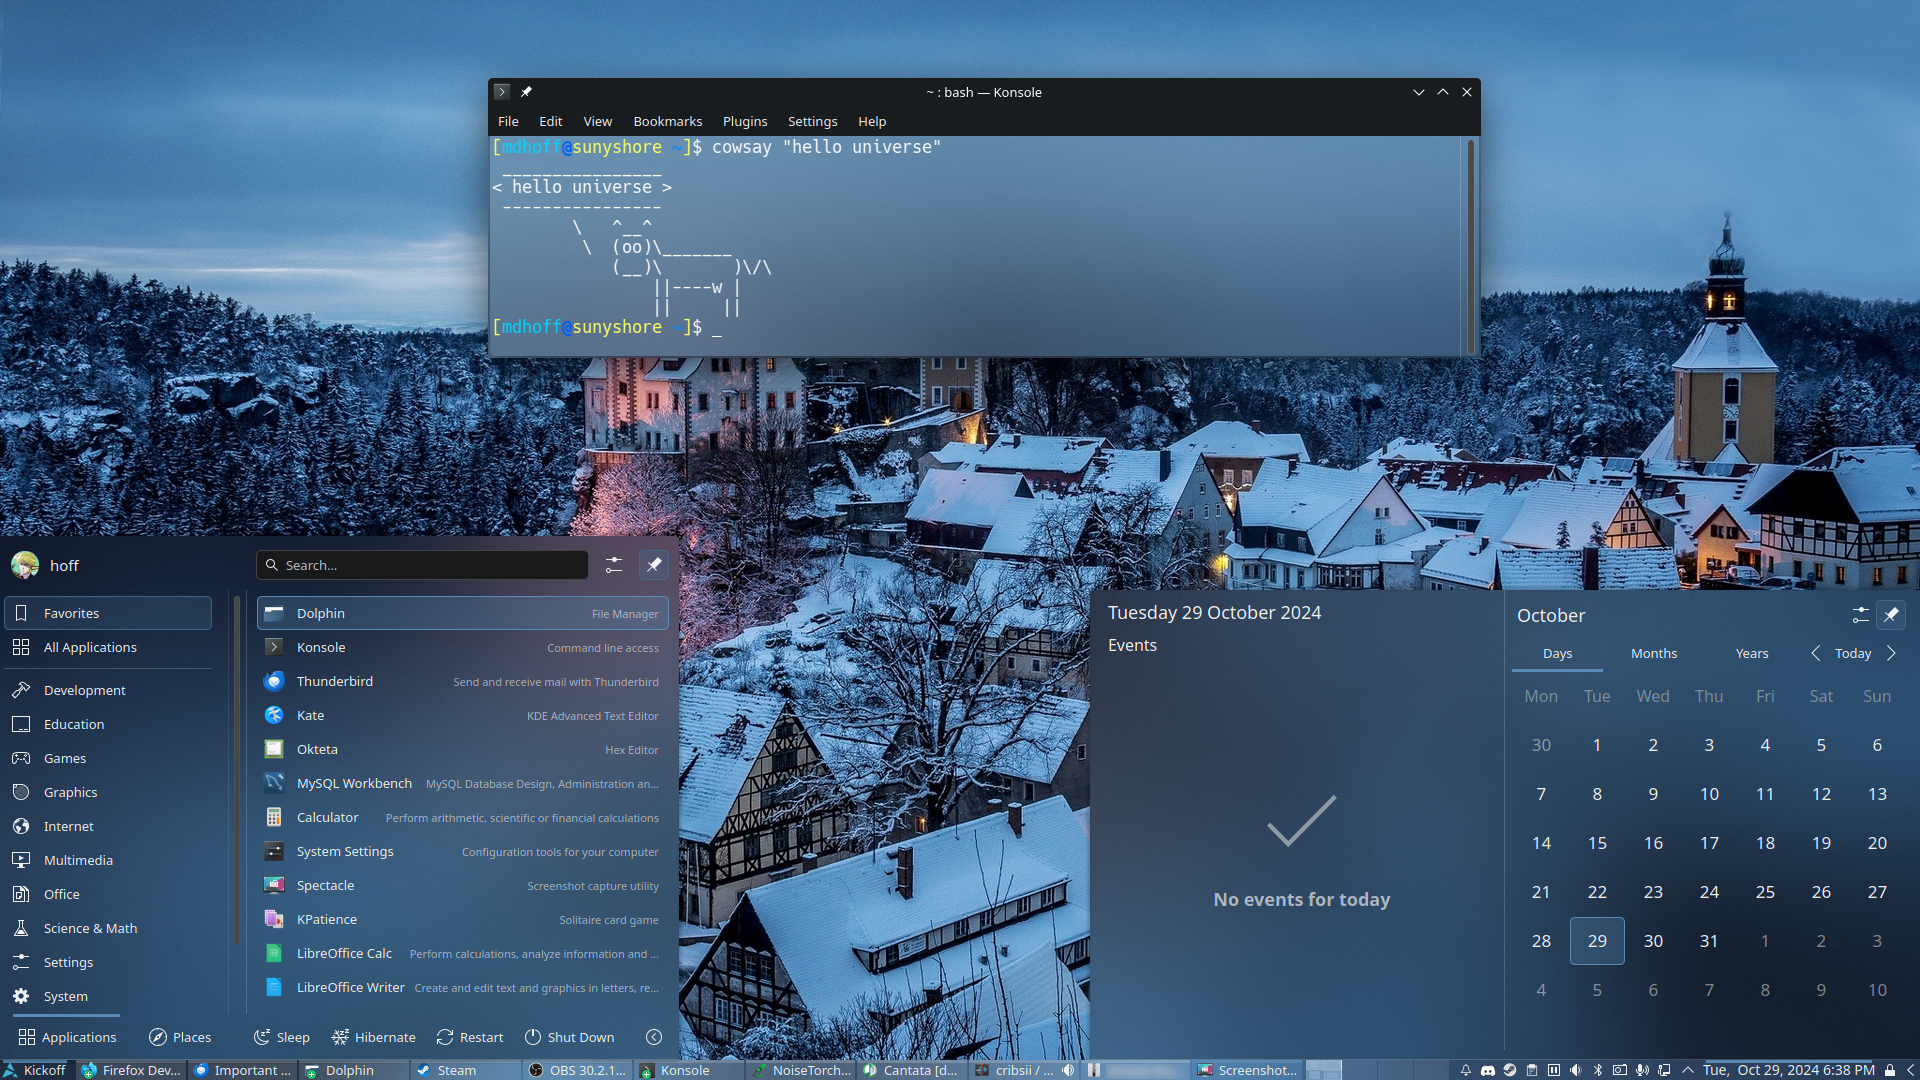 ~ : bash — Konsole
File Edit View Bookmarks Plugins Settings Help
[mdhoff@sunyshore ~]$ cowsay "hello universe"
 ________________
< hello universe >
 ----------------
        \   ^__^
         \  (oo)\_______
            (__)\       )\/\
                ||----w |
                ||     ||
[mdhoff@sunyshore ~]$ _
hoff
Search...
Favorites
All Applications
Development
Education
Games
Graphics
Internet
Multimedia
Office
Science & Math
Settings
System
Dolphin File Manager
Konsole Command line access
Thunderbird Send and receive mail with Thunderbird
Kate KDE Advanced Text Editor
Okteta Hex Editor
MySQL Workbench MySQL Database Design, Administration an...
Calculator Perform arithmetic, scientific or financial calculations
System Settings Configuration tools for your computer
Spectacle Screenshot capture utility
KPatience Solitaire card game
LibreOffice Calc Perform calculations, analyze information and ...
LibreOffice Writer Create and edit text and graphics in letters, re...
Applications Places Sleep Hibernate Restart Shut Down
Tuesday 29 October 2024
Events
No events for today
October
Days Months Years Today
Mon Tue Wed Thu Fri Sat Sun
30 1 2 3 4 5 6
7 8 9 10 11 12 13
14 15 16 17 18 19 20
21 22 23 24 25 26 27
28 29 30 31 1 2 3
4 5 6 7 8 9 10
Kickoff Firefox Dev... Important ... Dolphin Steam OBS 30.2.1... Konsole NoiseTorch... Cantata [d... cribsii / ... Screenshot... Tue, Oct 29, 2024 6:38 PM